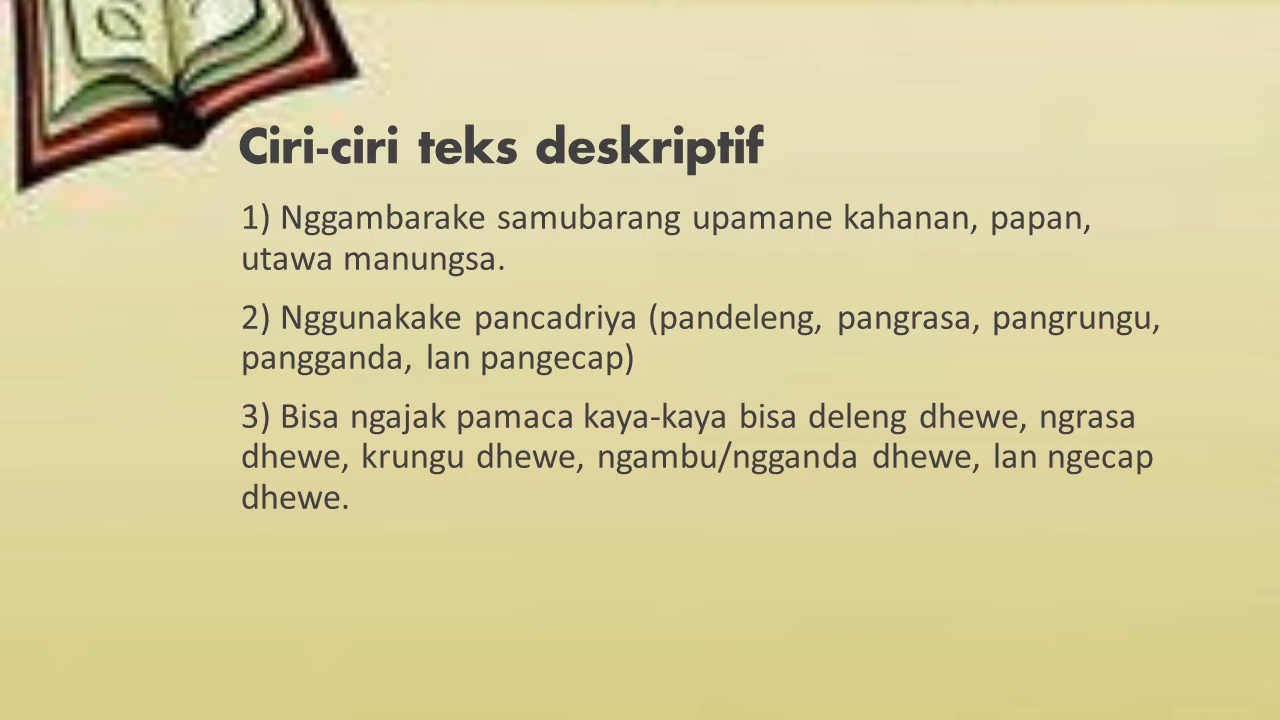 Ciri-ciri teks deskriptif
1) Nggambarake samubarang upamane kahanan, papan,
utawa manungsa.
2) Nggunakake pancadriya (pandeleng, pangrasa, pangrungu,
pangganda, lan pangecap)
3) Bisa ngajak pamaca kaya-kaya bisa deleng dhewe, ngrasa
dhewe, krungu dhewe, ngambu/ngganda dhewe, lan ngecap
dhewe.